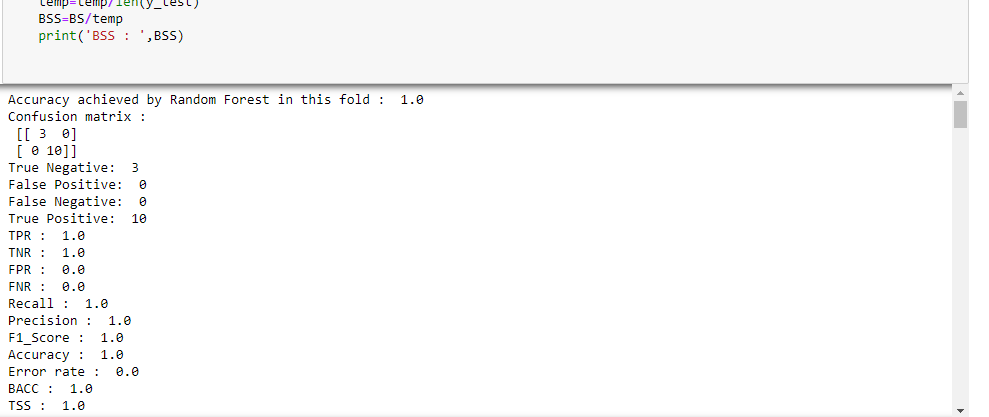 temp=temp/len(y_test)
BSS=BS/temp
print('BSS : ',BSS)
Accuracy achieved by Random Forest in this fold :  1.0
Confusion matrix :
[[ 3  0]
[ 0 10]]
True Negative:  3
False Positive:  0
False Negative:  0
True Positive:  10
TPR :  1.0
TNR :  1.0
FPR :  0.0
FNR :  0.0
Recall :  1.0
Precision :  1.0
F1_Score :  1.0
Accuracy :  1.0
Error rate :  0.0
BACC :  1.0
TSS :  1.0